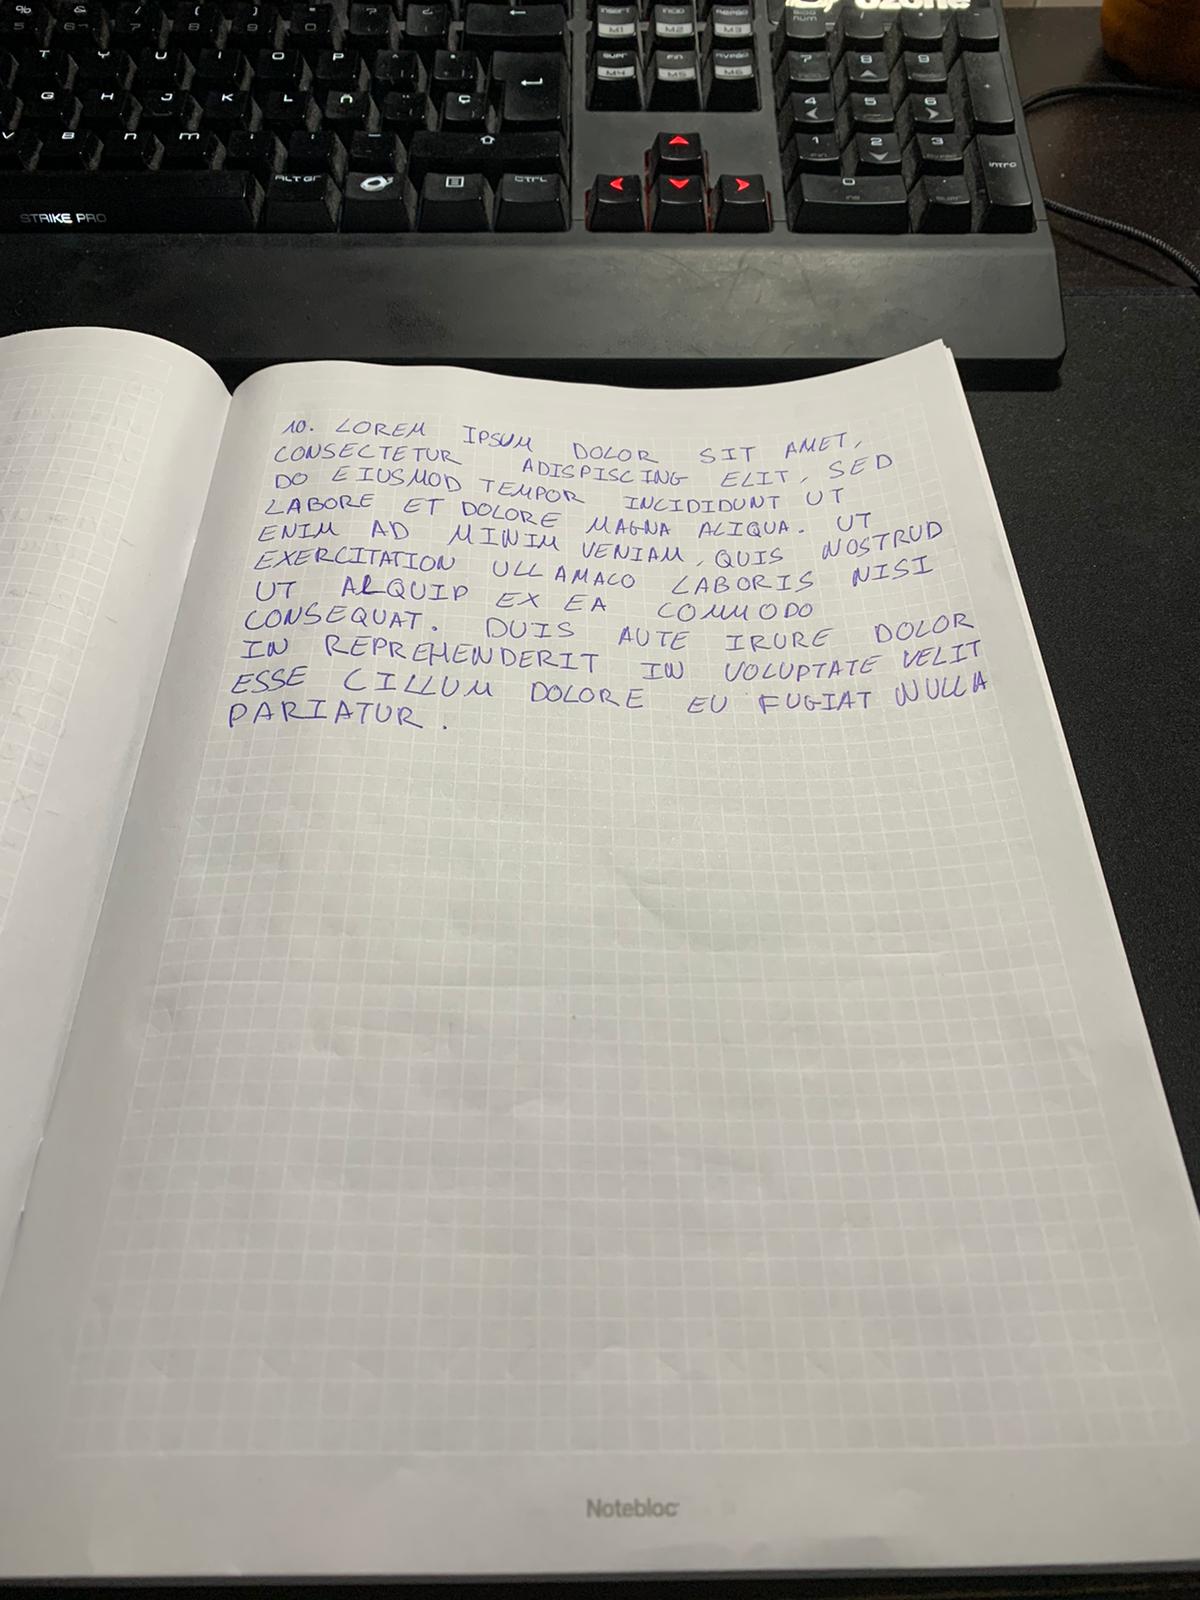 % & / ( ) = ? ¿ ←
5 6 7 8 9 0
T Y U I O P
G H J K L Ñ Ç
V B N M
ALT GR CTRL
STRIKE PRO
INSERT INICIO REPÁG
M1 M2 M3
SUPR FIN AVPÁG
M4 M5 M6
OZONE
BLOQ NUM
7 8 9 +
4 5 6
1 2 3
FIN INTRO
0
INS SUPR
10. LOREM IPSUM DOLOR SIT AMET,
CONSECTETUR ADISPISCING ELIT, SED
DO EIUSMOD TEMPOR INCIDIDUNT UT
LABORE ET DOLORE MAGNA ALIQUA. UT
ENIM AD MINIM VENIAM, QUIS NOSTRUD
EXERCITATION ULLAMACO LABORIS NISI
UT ALQUIP EX EA COMMODO
CONSEQUAT. DUIS AUTE IRURE DOLOR
IN REPREHENDERIT IN VOLUPTATE VELIT
ESSE CILLUM DOLORE EU FUGIAT NULLA
PARIATUR.
Notebloc